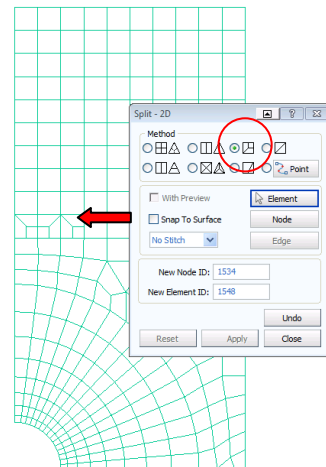 Split - 2D
Method
Point
With Preview
Element
Snap To Surface
Node
No Stitch
Edge
New Node ID: 1534
New Element ID: 1548
Undo
Reset
Apply
Close